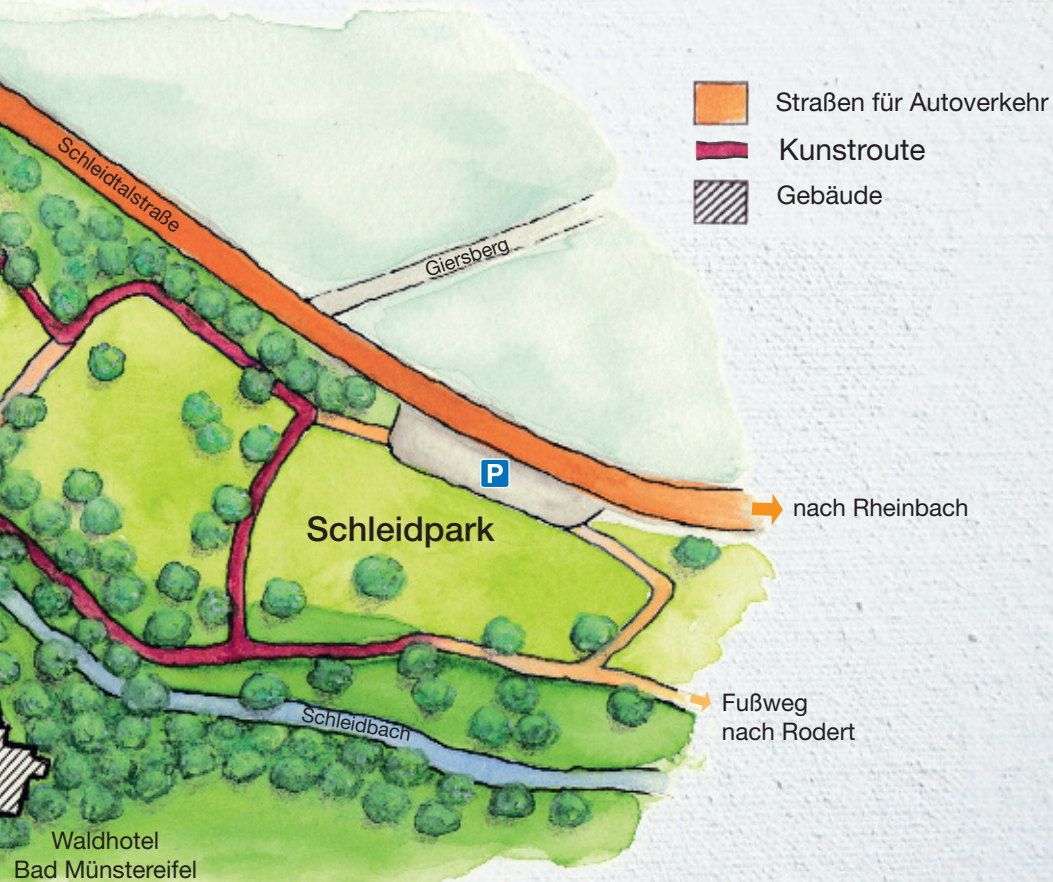 Straßen für Autoverkehr
Kunstroute
Gebäude
Schleidtalstraße
Giersberg
P
nach Rheinbach
Schleidpark
Fußweg
nach Rodert
Schleidbach
Waldhotel
Bad Münstereifel